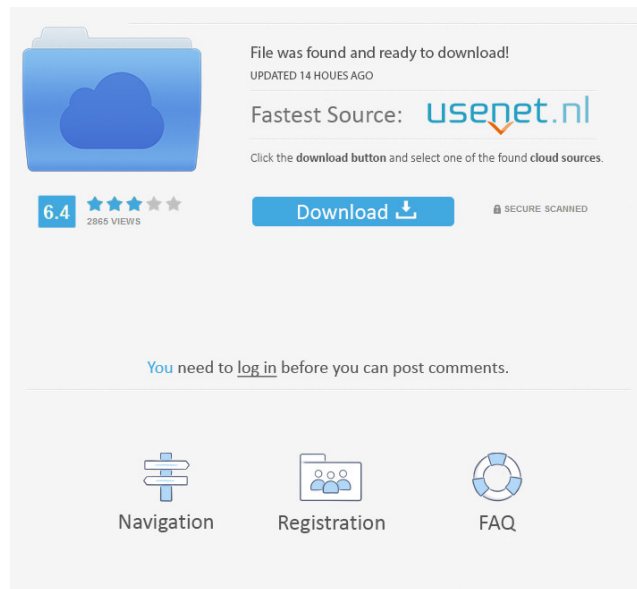 File was found and ready to download!
UPDATED 14 HOUES AGO
Fastest Source: usenet.nl
Click the download button and select one of the found cloud sources.
6.4
2865 VIEWS
Download
SECURE SCANNED
You need to log in before you can post comments.
Navigation
Registration
FAQ